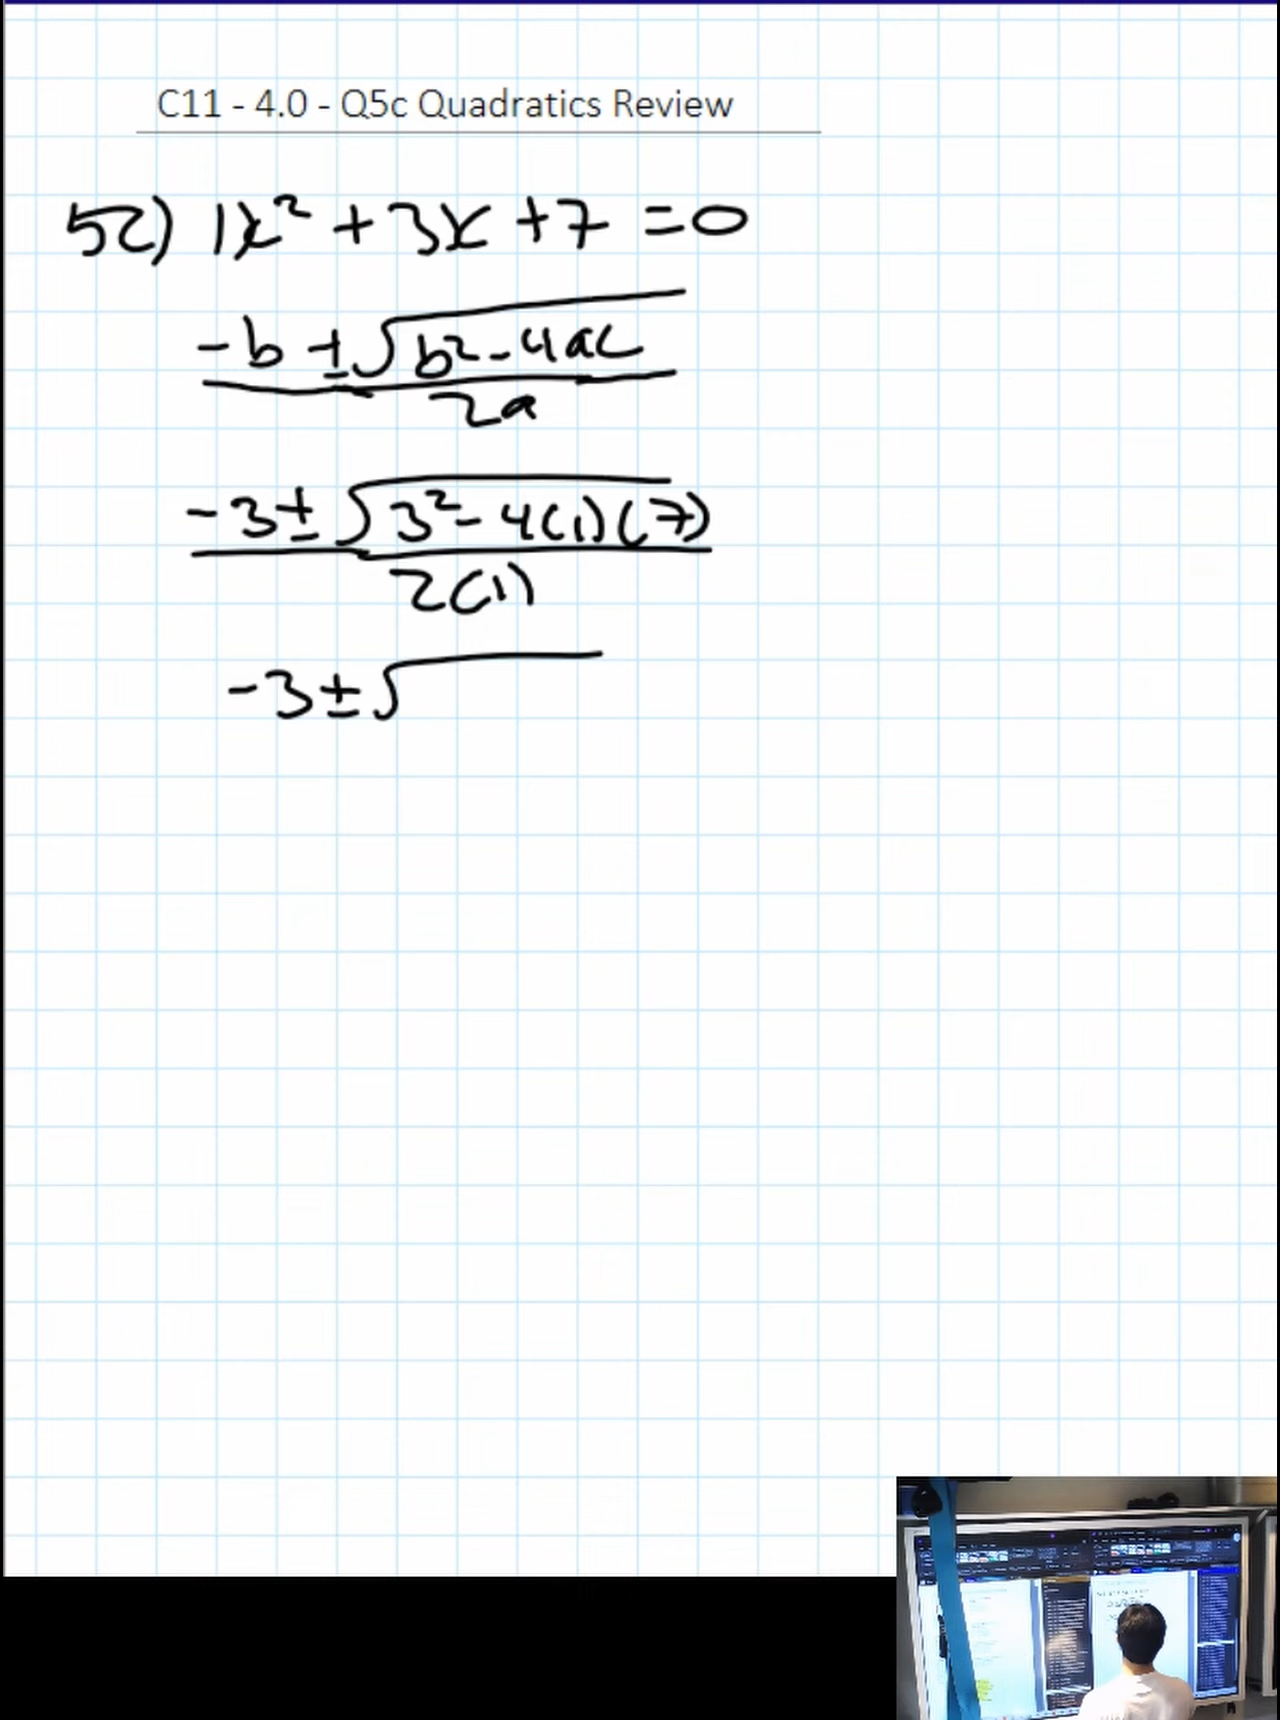 C11 - 4.0 - Q5c Quadratics Review
5c) 1x² + 3x + 7 = 0
-b ± √(b² - 4ac)
2a
-3 ± √(3² - 4(1)(7))
2(1)
-3 ± √